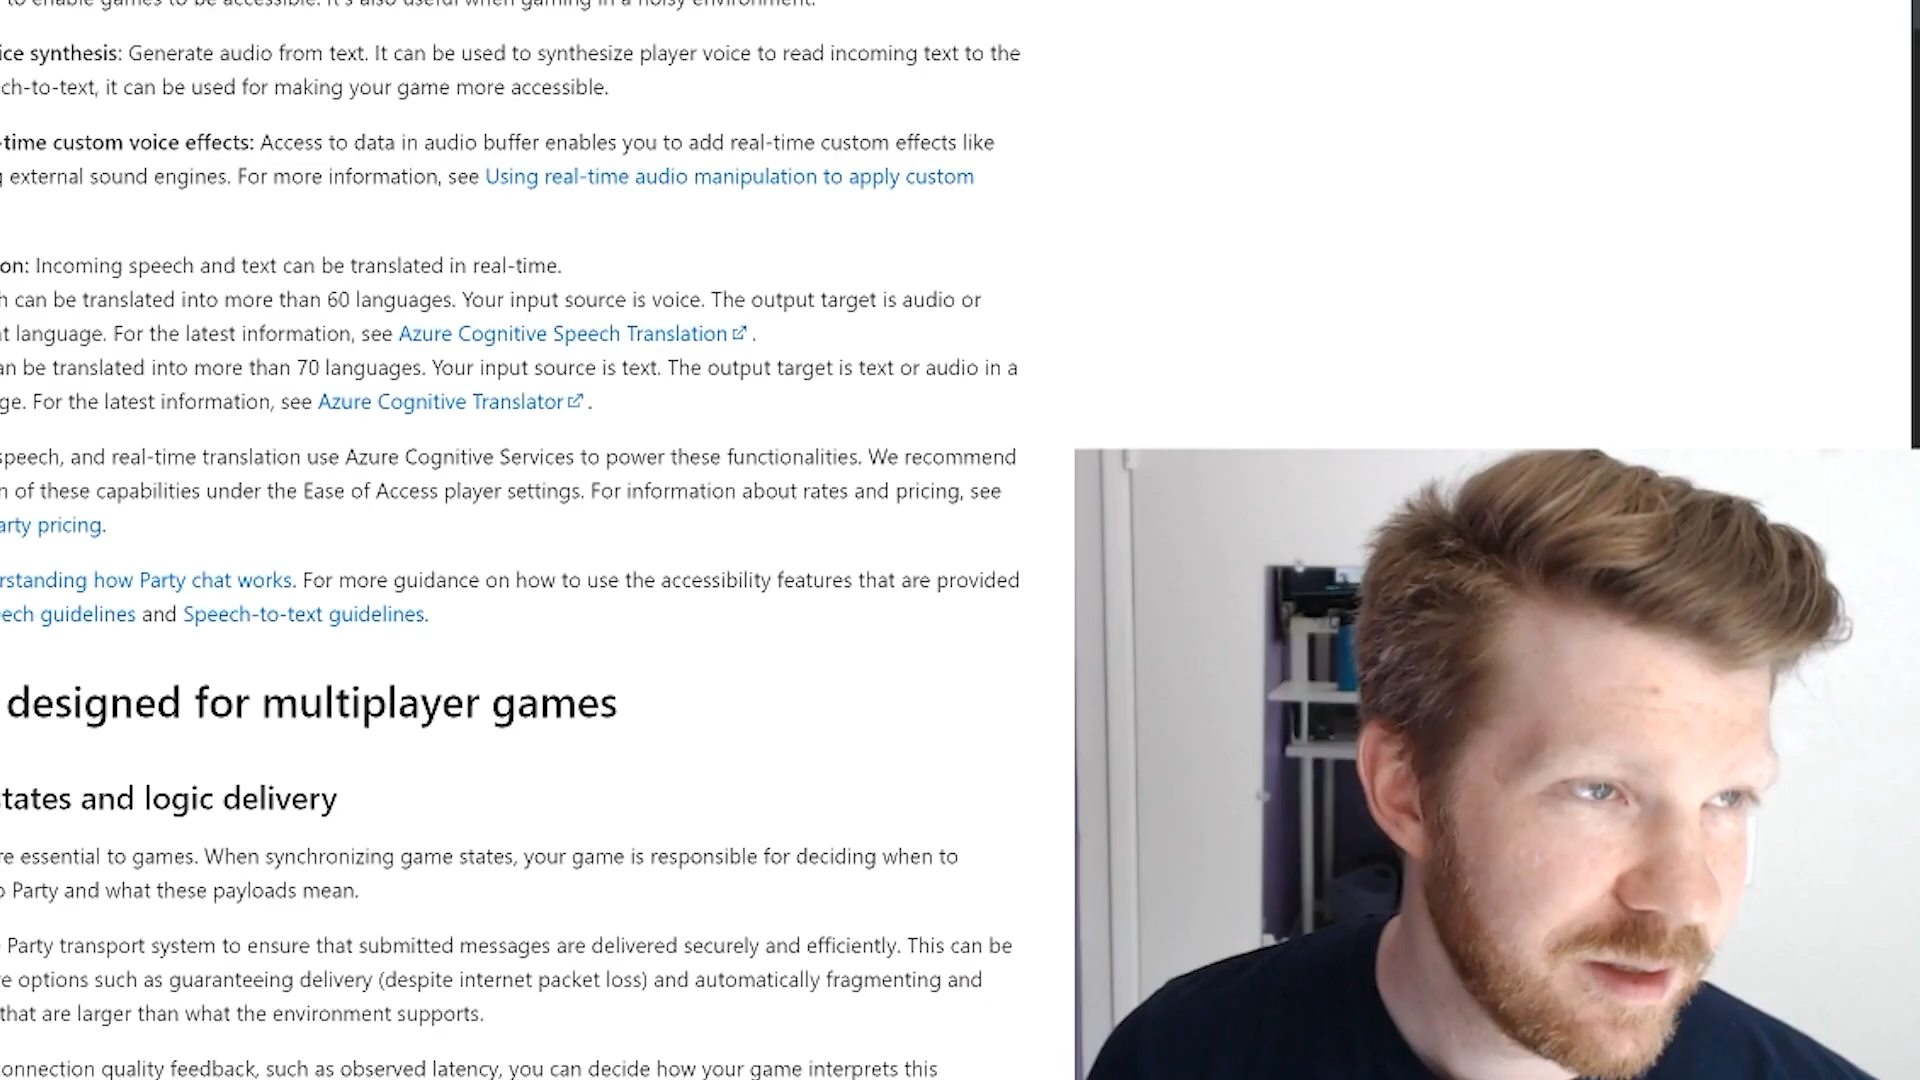 to enable games to be accessible. It's also useful when gaming in a noisy environment.
ice synthesis: Generate audio from text. It can be used to synthesize player voice to read incoming text to the
ch-to-text, it can be used for making your game more accessible.
-time custom voice effects: Access to data in audio buffer enables you to add real-time custom effects like
g external sound engines. For more information, see Using real-time audio manipulation to apply custom
on: Incoming speech and text can be translated in real-time.
h can be translated into more than 60 languages. Your input source is voice. The output target is audio or
t language. For the latest information, see Azure Cognitive Speech Translation.
an be translated into more than 70 languages. Your input source is text. The output target is text or audio in a
ge. For the latest information, see Azure Cognitive Translator.
speech, and real-time translation use Azure Cognitive Services to power these functionalities. We recommend
n of these capabilities under the Ease of Access player settings. For information about rates and pricing, see
arty pricing.
rstanding how Party chat works. For more guidance on how to use the accessibility features that are provided
ech guidelines and Speech-to-text guidelines.
designed for multiplayer games
tates and logic delivery
re essential to games. When synchronizing game states, your game is responsible for deciding when to
o Party and what these payloads mean.
Party transport system to ensure that submitted messages are delivered securely and efficiently. This can be
e options such as guaranteeing delivery (despite internet packet loss) and automatically fragmenting and
that are larger than what the environment supports.
onnection quality feedback, such as observed latency, you can decide how your game interprets this